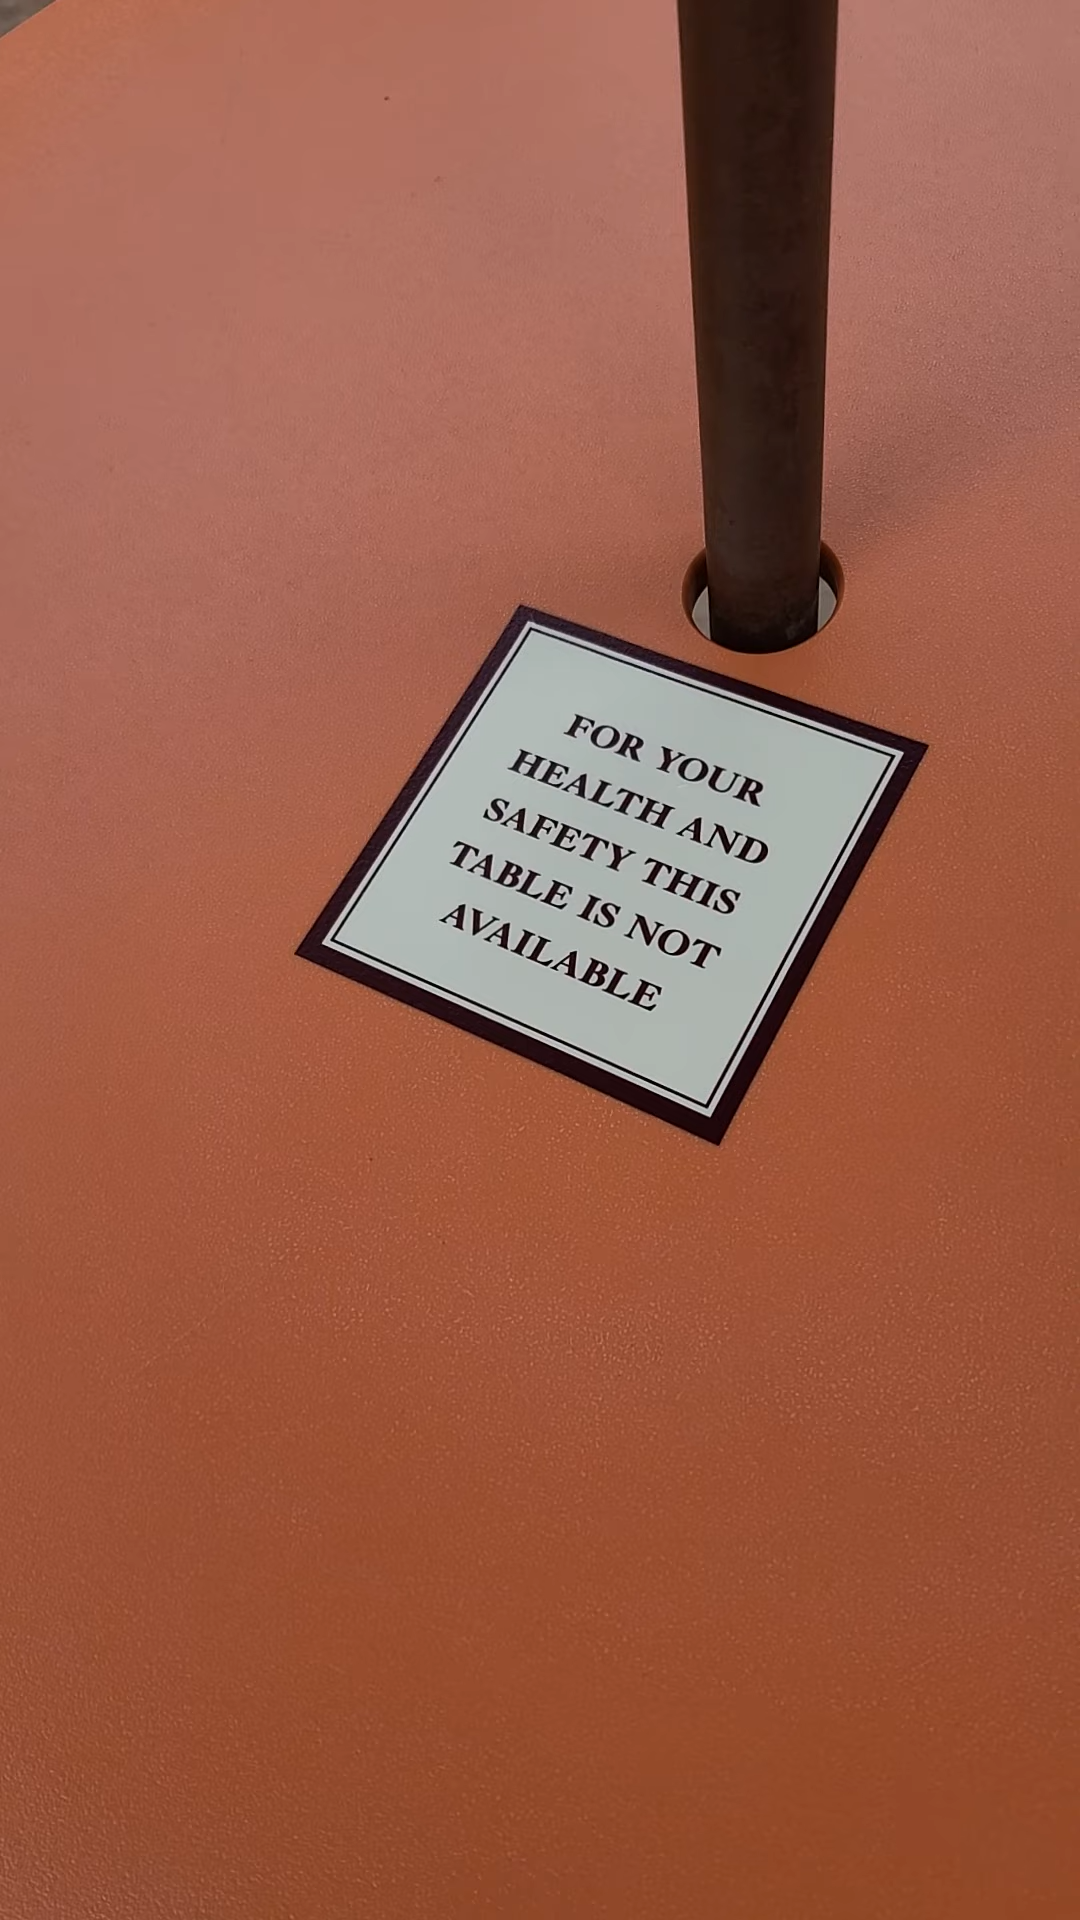 FOR YOUR
HEALTH AND
SAFETY THIS
TABLE IS NOT
AVAILABLE